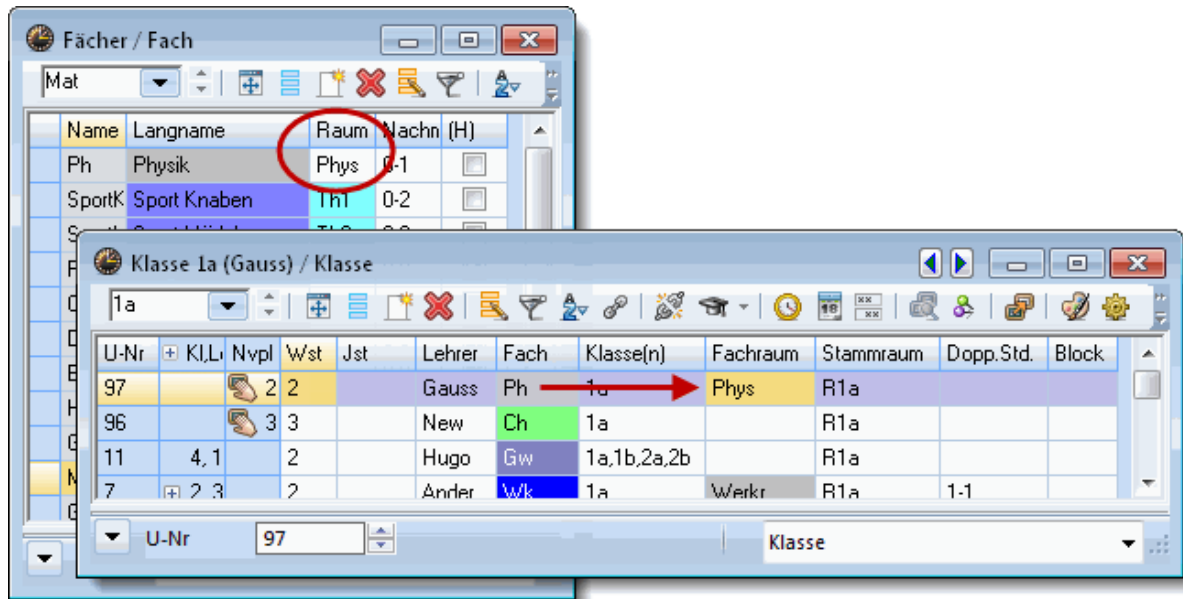 Fächer / Fach
Mat
Name Langname Raum Nachn (H)
Ph Physik Phys 0-1
SportK Sport Knaben Th1 0-2
Klasse 1a (Gauss) / Klasse
1a
U-Nr Kl,L Nvpl Wst Jst Lehrer Fach Klasse(n) Fachraum Stammraum Dopp.Std. Block
97 2 2 Gauss Ph 1a Phys R1a
96 3 3 New Ch 1a R1a
11 4, 1 2 Hugo Gw 1a,1b,2a,2b R1a
7 2, 3 2 Ander Wk 1a Werkr R1a 1-1
U-Nr 97 Klasse